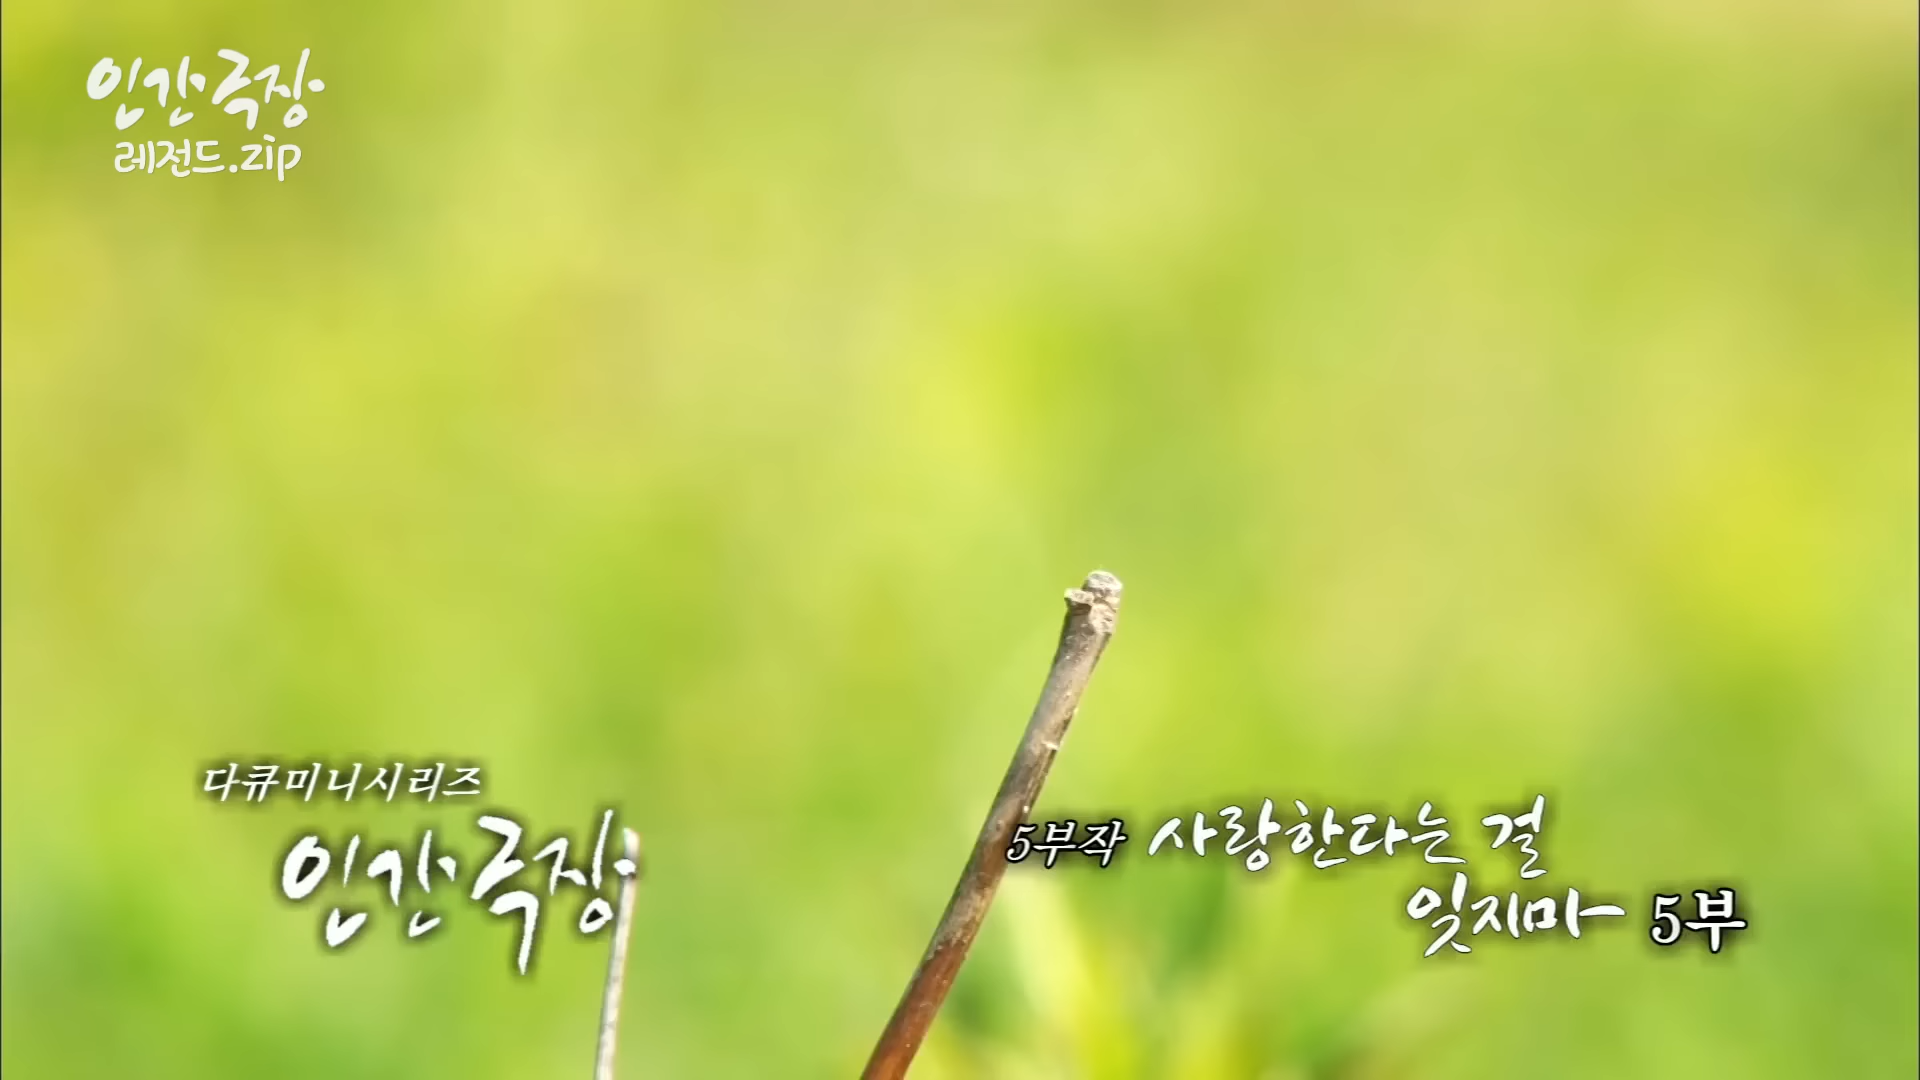 인간극장
레전드.zip
다큐미니시리즈
인간극장
5부작 사랑한다는 걸
잊지마 5부